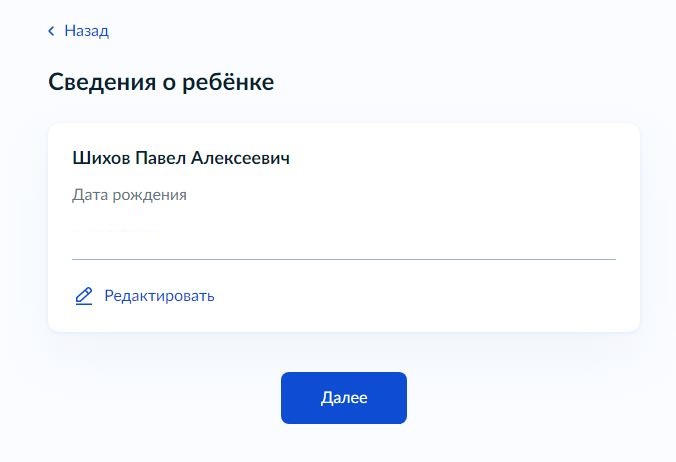 Назад
Сведения о ребёнке
Шихов Павел Алексеевич
Дата рождения
Редактировать
Далее